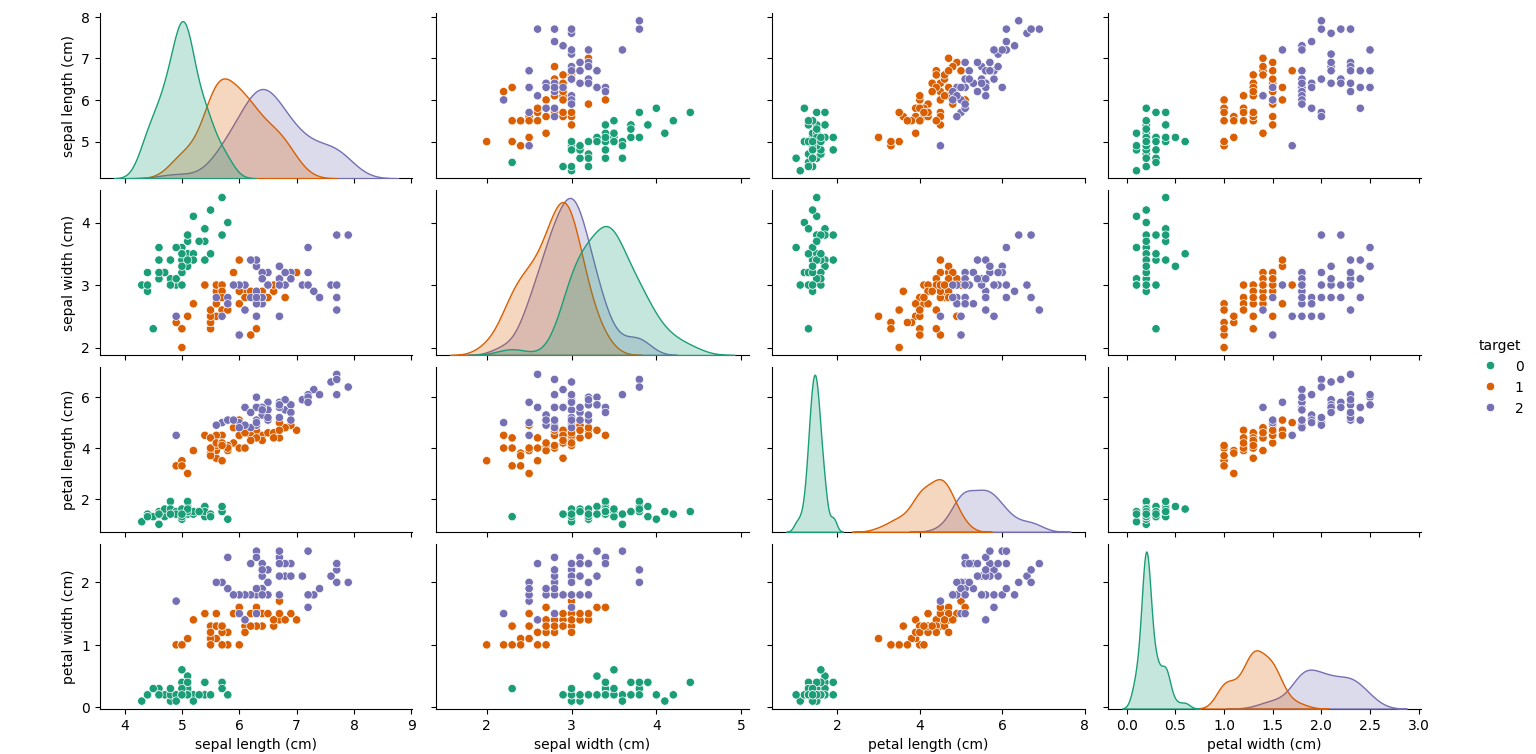 8
7
6
5
sepal length (cm)
4
3
2
sepal width (cm)
target
0
1
2
6
4
2
petal length (cm)
2
1
0
petal width (cm)
4 5 6 7 8 9
2 3 4 5
2 4 6 8
0.0 0.5 1.0 1.5 2.0 2.5 3.0
sepal length (cm)
sepal width (cm)
petal length (cm)
petal width (cm)